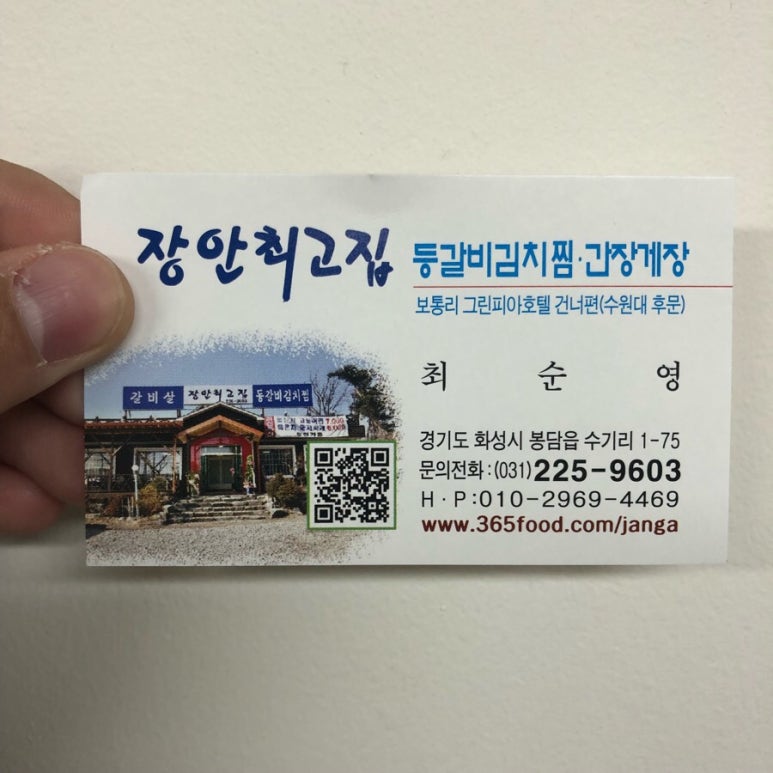 장안최고집
등갈비김치찜·간장게장
보통리 그린피아호텔 건너편(수원대 후문)
최 순 영
경기도 화성시 봉담읍 수기리 1-75
문의전화:(031)225-9603
H·P:010-2969-4469
www.365food.com/janga
갈비살 장안최고집 등갈비김치찜